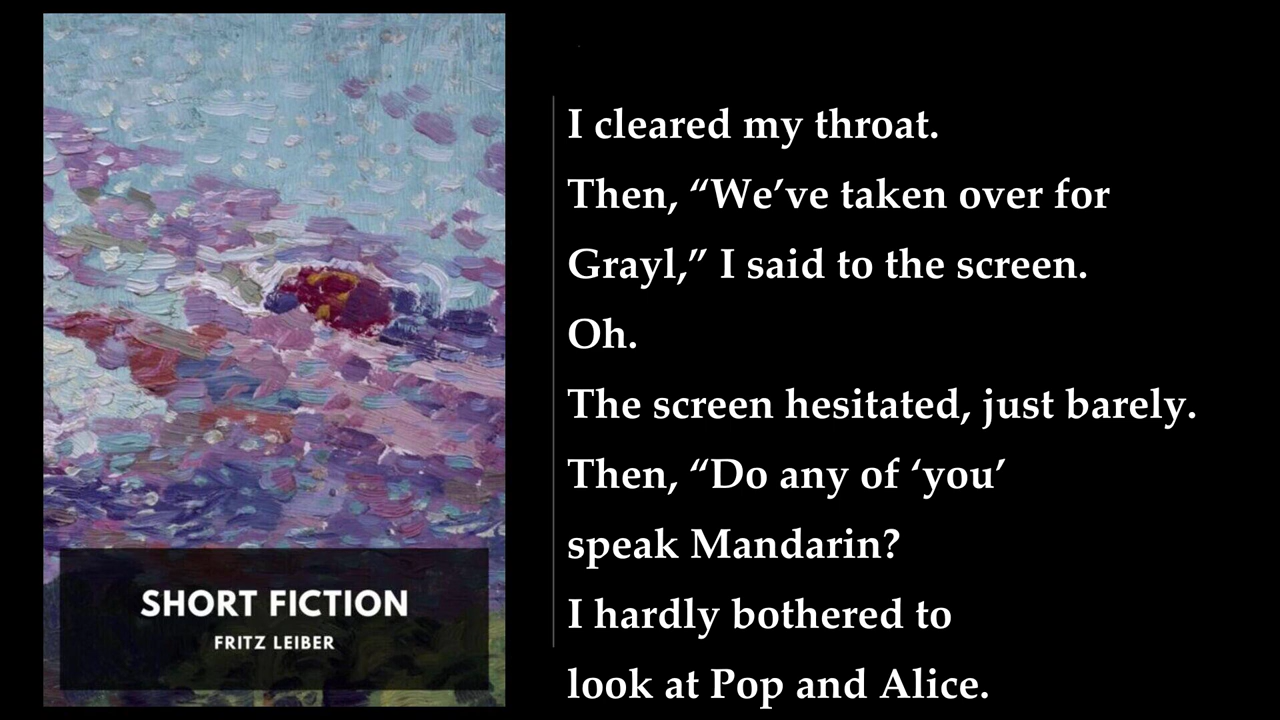 SHORT FICTION
FRITZ LEIBER
I cleared my throat.
Then, “We’ve taken over for
Grayl,” I said to the screen.
Oh.
The screen hesitated, just barely.
Then, “Do any of ‘you’
speak Mandarin?
I hardly bothered to
look at Pop and Alice.